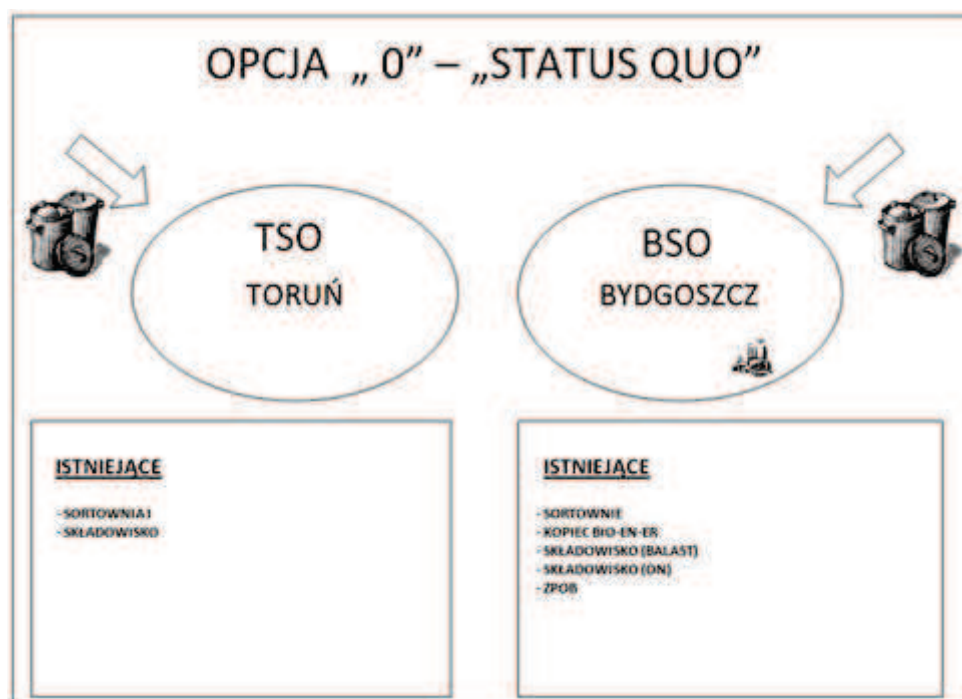 OPCJA „ 0” – „STATUS QUO”
TSO
TORUŃ
BSO
BYDGOSZCZ
ISTNIEJĄCE
- SORTOWNIA I
- SKŁADOWISKO
ISTNIEJĄCE
- SORTOWNIE
- KOPIEC BIO-EN-ER
- SKŁADOWISKO (BALAST)
- SKŁADOWISKO (ON)
- ZPOB